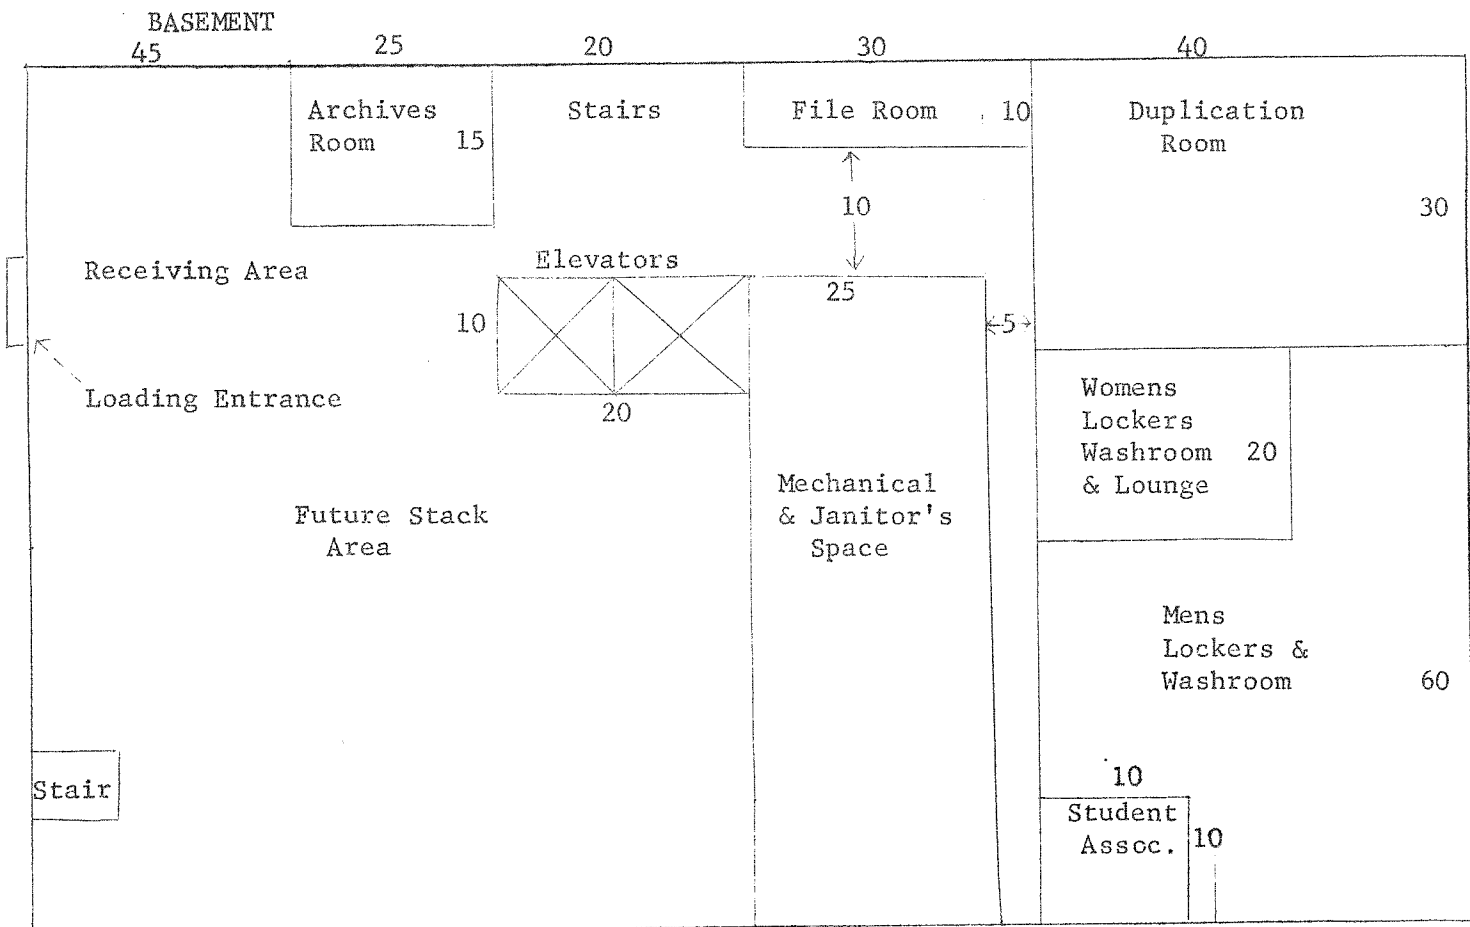 BASEMENT
45 25 20 30 40
Archives
Room 15
Stairs
File Room 10
Duplication
Room
30
10
Receiving Area
Elevators
10
25
5
Loading Entrance
20
Womens
Lockers
Washroom 20
& Lounge
Future Stack
Area
Mechanical
& Janitor's
Space
Mens
Lockers &
Washroom 60
Stair
10
Student
Assoc. 10